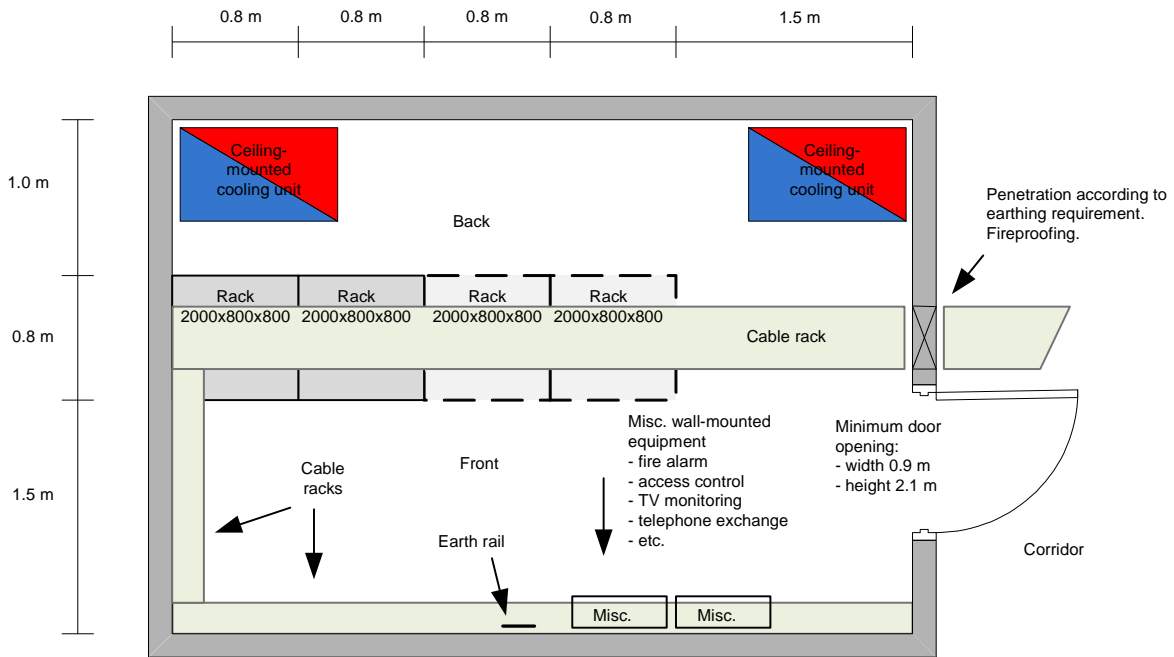 0.8 m
0.8 m
0.8 m
0.8 m
1.5 m
Ceiling-
mounted
cooling unit
Ceiling-
mounted
cooling unit
1.0 m
Penetration according to
earthing requirement.
Fireproofing.
Back
Rack
2000x800x800
Rack
2000x800x800
Rack
2000x800x800
Rack
2000x800x800
0.8 m
Cable rack
Misc. wall-mounted
equipment
- fire alarm
- access control
- TV monitoring
- telephone exchange
- etc.
Minimum door
opening:
- width 0.9 m
- height 2.1 m
Front
Cable
racks
1.5 m
Earth rail
Corridor
Misc.
Misc.